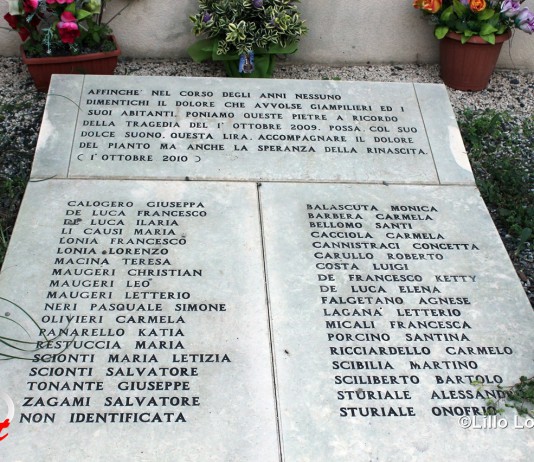 AFFINCHE' NEL CORSO DEGLI ANNI NESSUNO
DIMENTICHI IL DOLORE CHE AVVOLSE GIAMPILIERI ED I
SUOI ABITANTI, PONIAMO QUESTE PIETRE A RICORDO
DELLA TRAGEDIA DEL 1° OTTOBRE 2009. POSSA, COL SUO
DOLCE SUONO, QUESTA LIRA, ACCOMPAGNARE IL DOLORE
DEL PIANTO MA ANCHE LA SPERANZA DELLA RINASCITA.
(1° OTTOBRE 2010)
CALOGERO GIUSEPPA
DE LUCA FRANCESCO
DE LUCA ILARIA
LI CAUSI MARIA
LONIA FRANCESCO
LONIA LORENZO
MACINA TERESA
MAUGERI CHRISTIAN
MAUGERI LEO
MAUGERI LETTERIO
NERI PASQUALE SIMONE
OLIVIERI CARMELA
PANARELLO KATIA
RESTUCCIA MARIA
SCIONTI MARIA LETIZIA
SCIONTI SALVATORE
TONANTE GIUSEPPE
ZAGAMI SALVATORE
NON IDENTIFICATA
BALASCUTA MONICA
BARBERA CARMELA
BELLOMO SANTI
CACCIOLA CARMELA
CANNISTRACI CONCETTA
CARULLO ROBERTO
COSTA LUIGI
DE FRANCESCO KETTY
DE LUCA ELENA
FALGETANO AGNESE
LAGANA' LETTERIO
MICALI FRANCESCA
PORCINO SANTINA
RICCIARDELLO CARMELO
SCIBILIA MARTINO
SCILIBERTO BARTOLO
STURIALE ALESSANDR
STURIALE ONOFRIO
©Lillo Lo